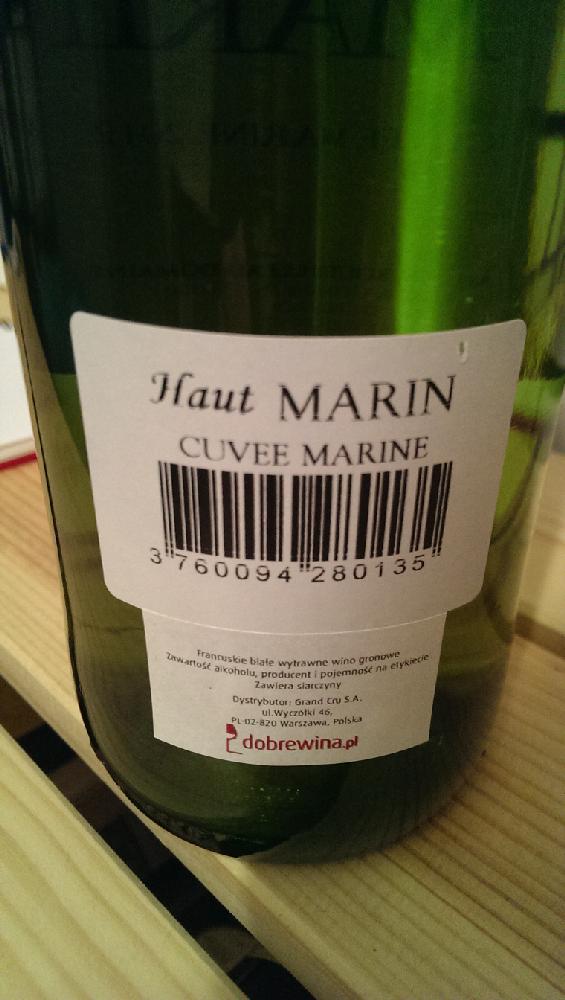 Haut MARIN
CUVEE MARINE
3 760094 280135
Francuskie białe wytrawne wino gronowe
Zawartość alkoholu, producent i pojemność na etykiecie
Zawiera siarczyny
Dystrybutor: Grand Cru S.A.
ul.Wyczółki 46,
PL-02-820 Warszawa, Polska
dobrewina.pl